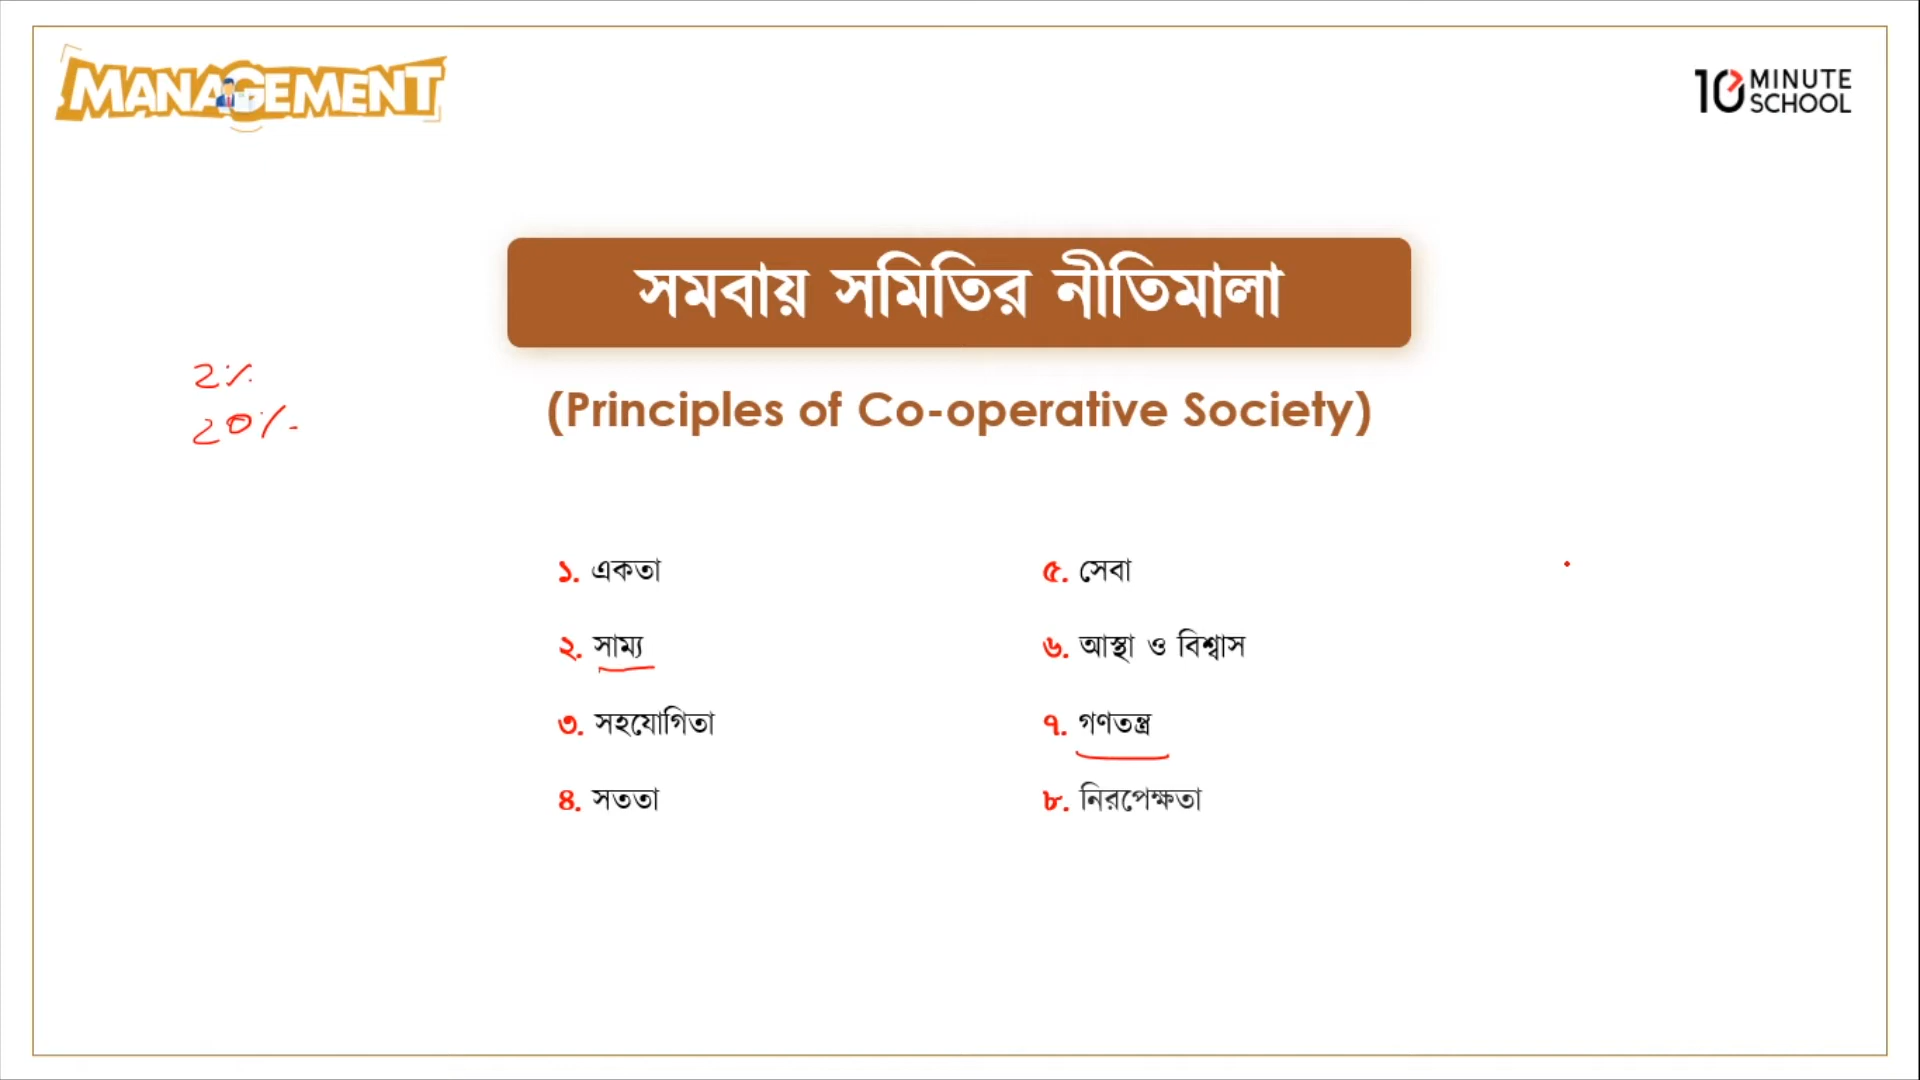 MANAGEMENT
10 MINUTE SCHOOL
সমবায় সমিতির নীতিমালা
2%
20%
(Principles of Co-operative Society)
১. একতা
২. সাম্য
৩. সহযোগিতা
৪. সততা
৫. সেবা
৬. আস্থা ও বিশ্বাস
৭. গণতন্ত্র
৮. নিরপেক্ষতা